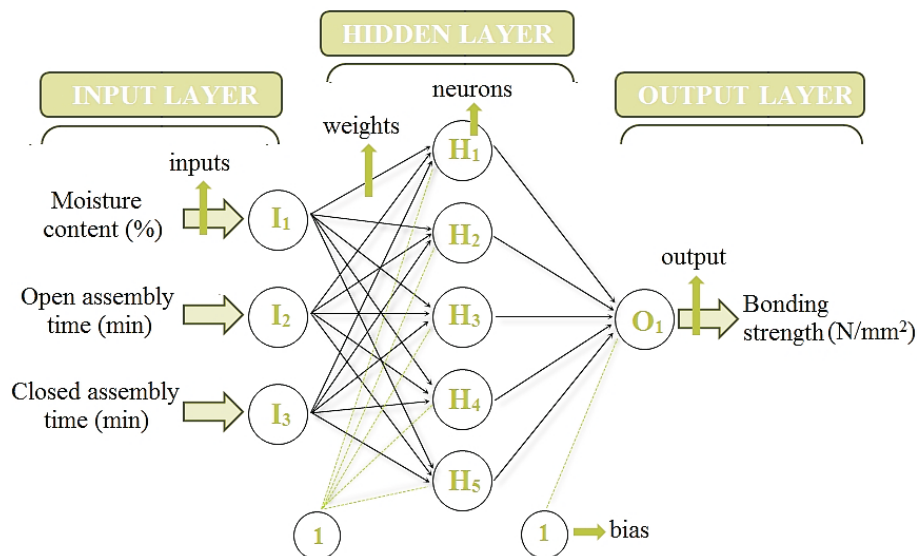 HIDDEN LAYER
INPUT LAYER
OUTPUT LAYER
neurons
weights
inputs
Moisture
content (%)
Open assembly
time (min)
Closed assembly
time (min)
I₁
I₂
I₃
H₁
H₂
H₃
H₄
H₅
O₁
output
Bonding
strength (N/mm²)
1
1
bias